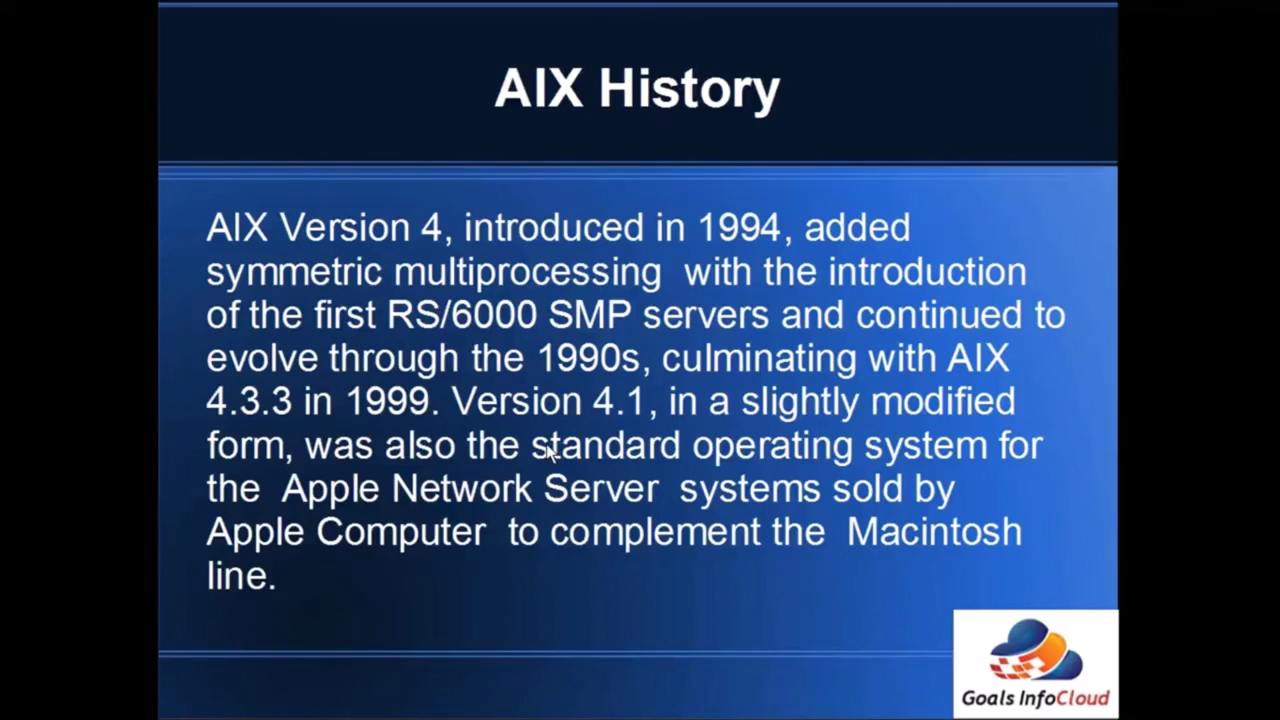 AIX History
AIX Version 4, introduced in 1994, added
symmetric multiprocessing with the introduction
of the first RS/6000 SMP servers and continued to
evolve through the 1990s, culminating with AIX
4.3.3 in 1999. Version 4.1, in a slightly modified
form, was also the standard operating system for
the Apple Network Server systems sold by
Apple Computer to complement the Macintosh
line.
Goals InfoCloud